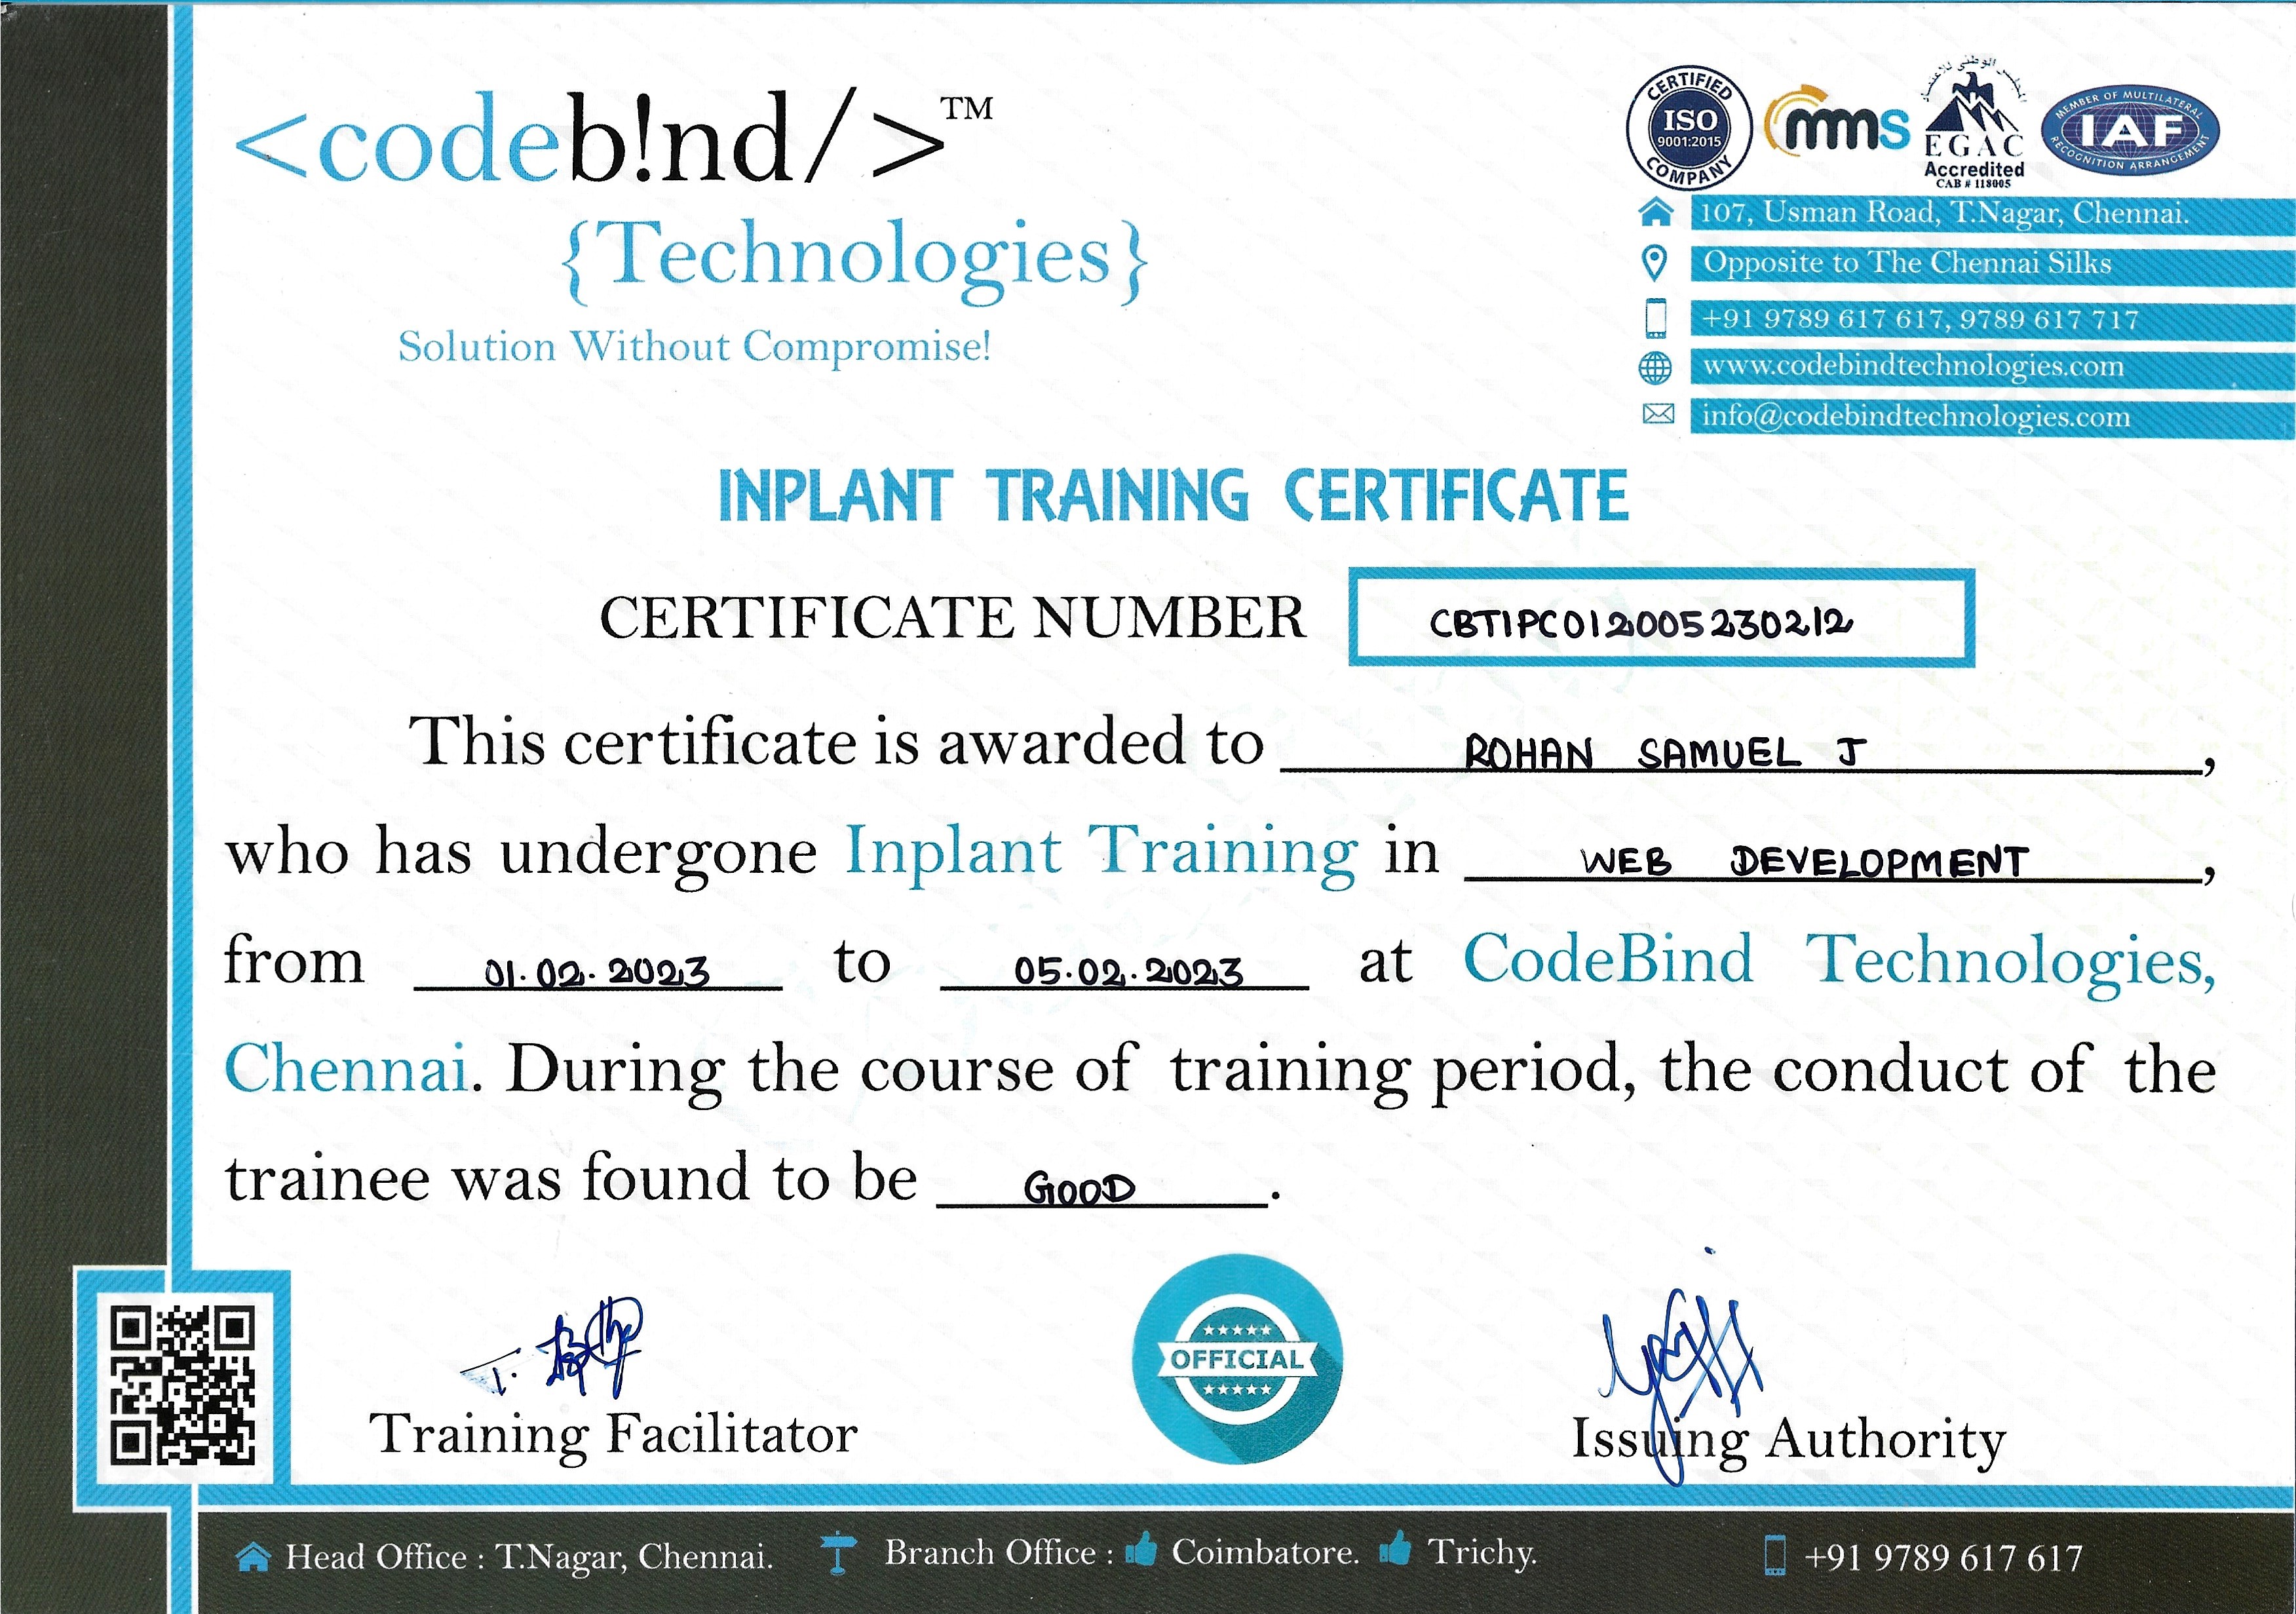 <codeb!nd/>™
{Technologies}
Solution Without Compromise!
CERTIFIED
ISO
9001:2015
COMPANY
mms
EGAC
Accredited
CAB # 118005
MEMBER OF MULTILATERAL
IAF
RECOGNITION ARRANGEMENT
107, Usman Road, T.Nagar, Chennai.
Opposite to The Chennai Silks
+91 9789 617 617, 9789 617 717
www.codebindtechnologies.com
info@codebindtechnologies.com
INPLANT TRAINING CERTIFICATE
CERTIFICATE NUMBER CBTIPC012005230212
This certificate is awarded to ROHAN SAMUEL J,
who has undergone Inplant Training in WEB DEVELOPMENT,
from 01.02.2023 to 05.02.2023 at CodeBind Technologies,
Chennai. During the course of training period, the conduct of the
trainee was found to be GOOD.
OFFICIAL
Training Facilitator
Issuing Authority
Head Office : T.Nagar, Chennai. Branch Office : Coimbatore. Trichy. +91 9789 617 617